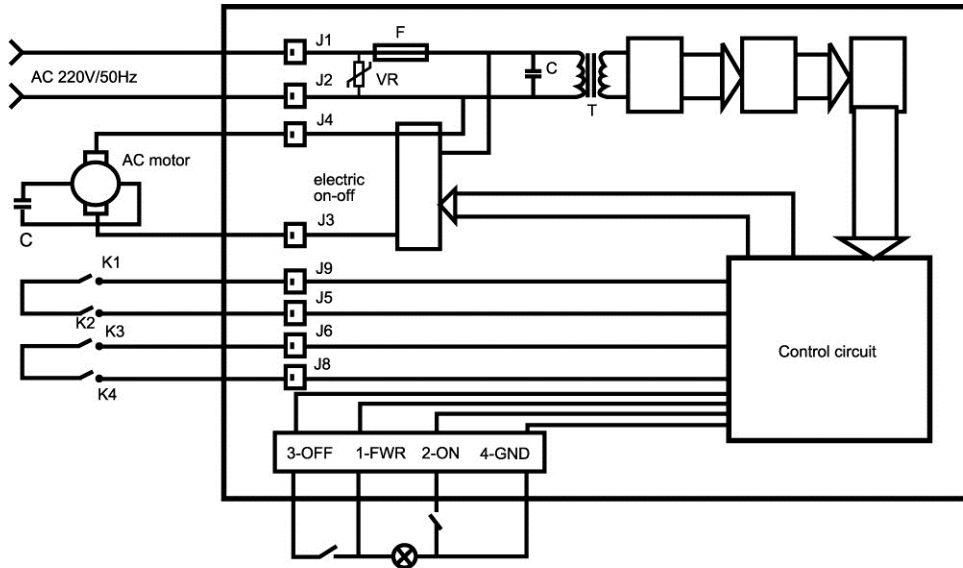 J1
F
AC 220V/50Hz
J2
VR
C
T
J4
AC motor
electric
on-off
J3
C
K1
J9
K2
J5
K3
J6
K4
J8
Control circuit
3-OFF 1-FWR 2-ON 4-GND